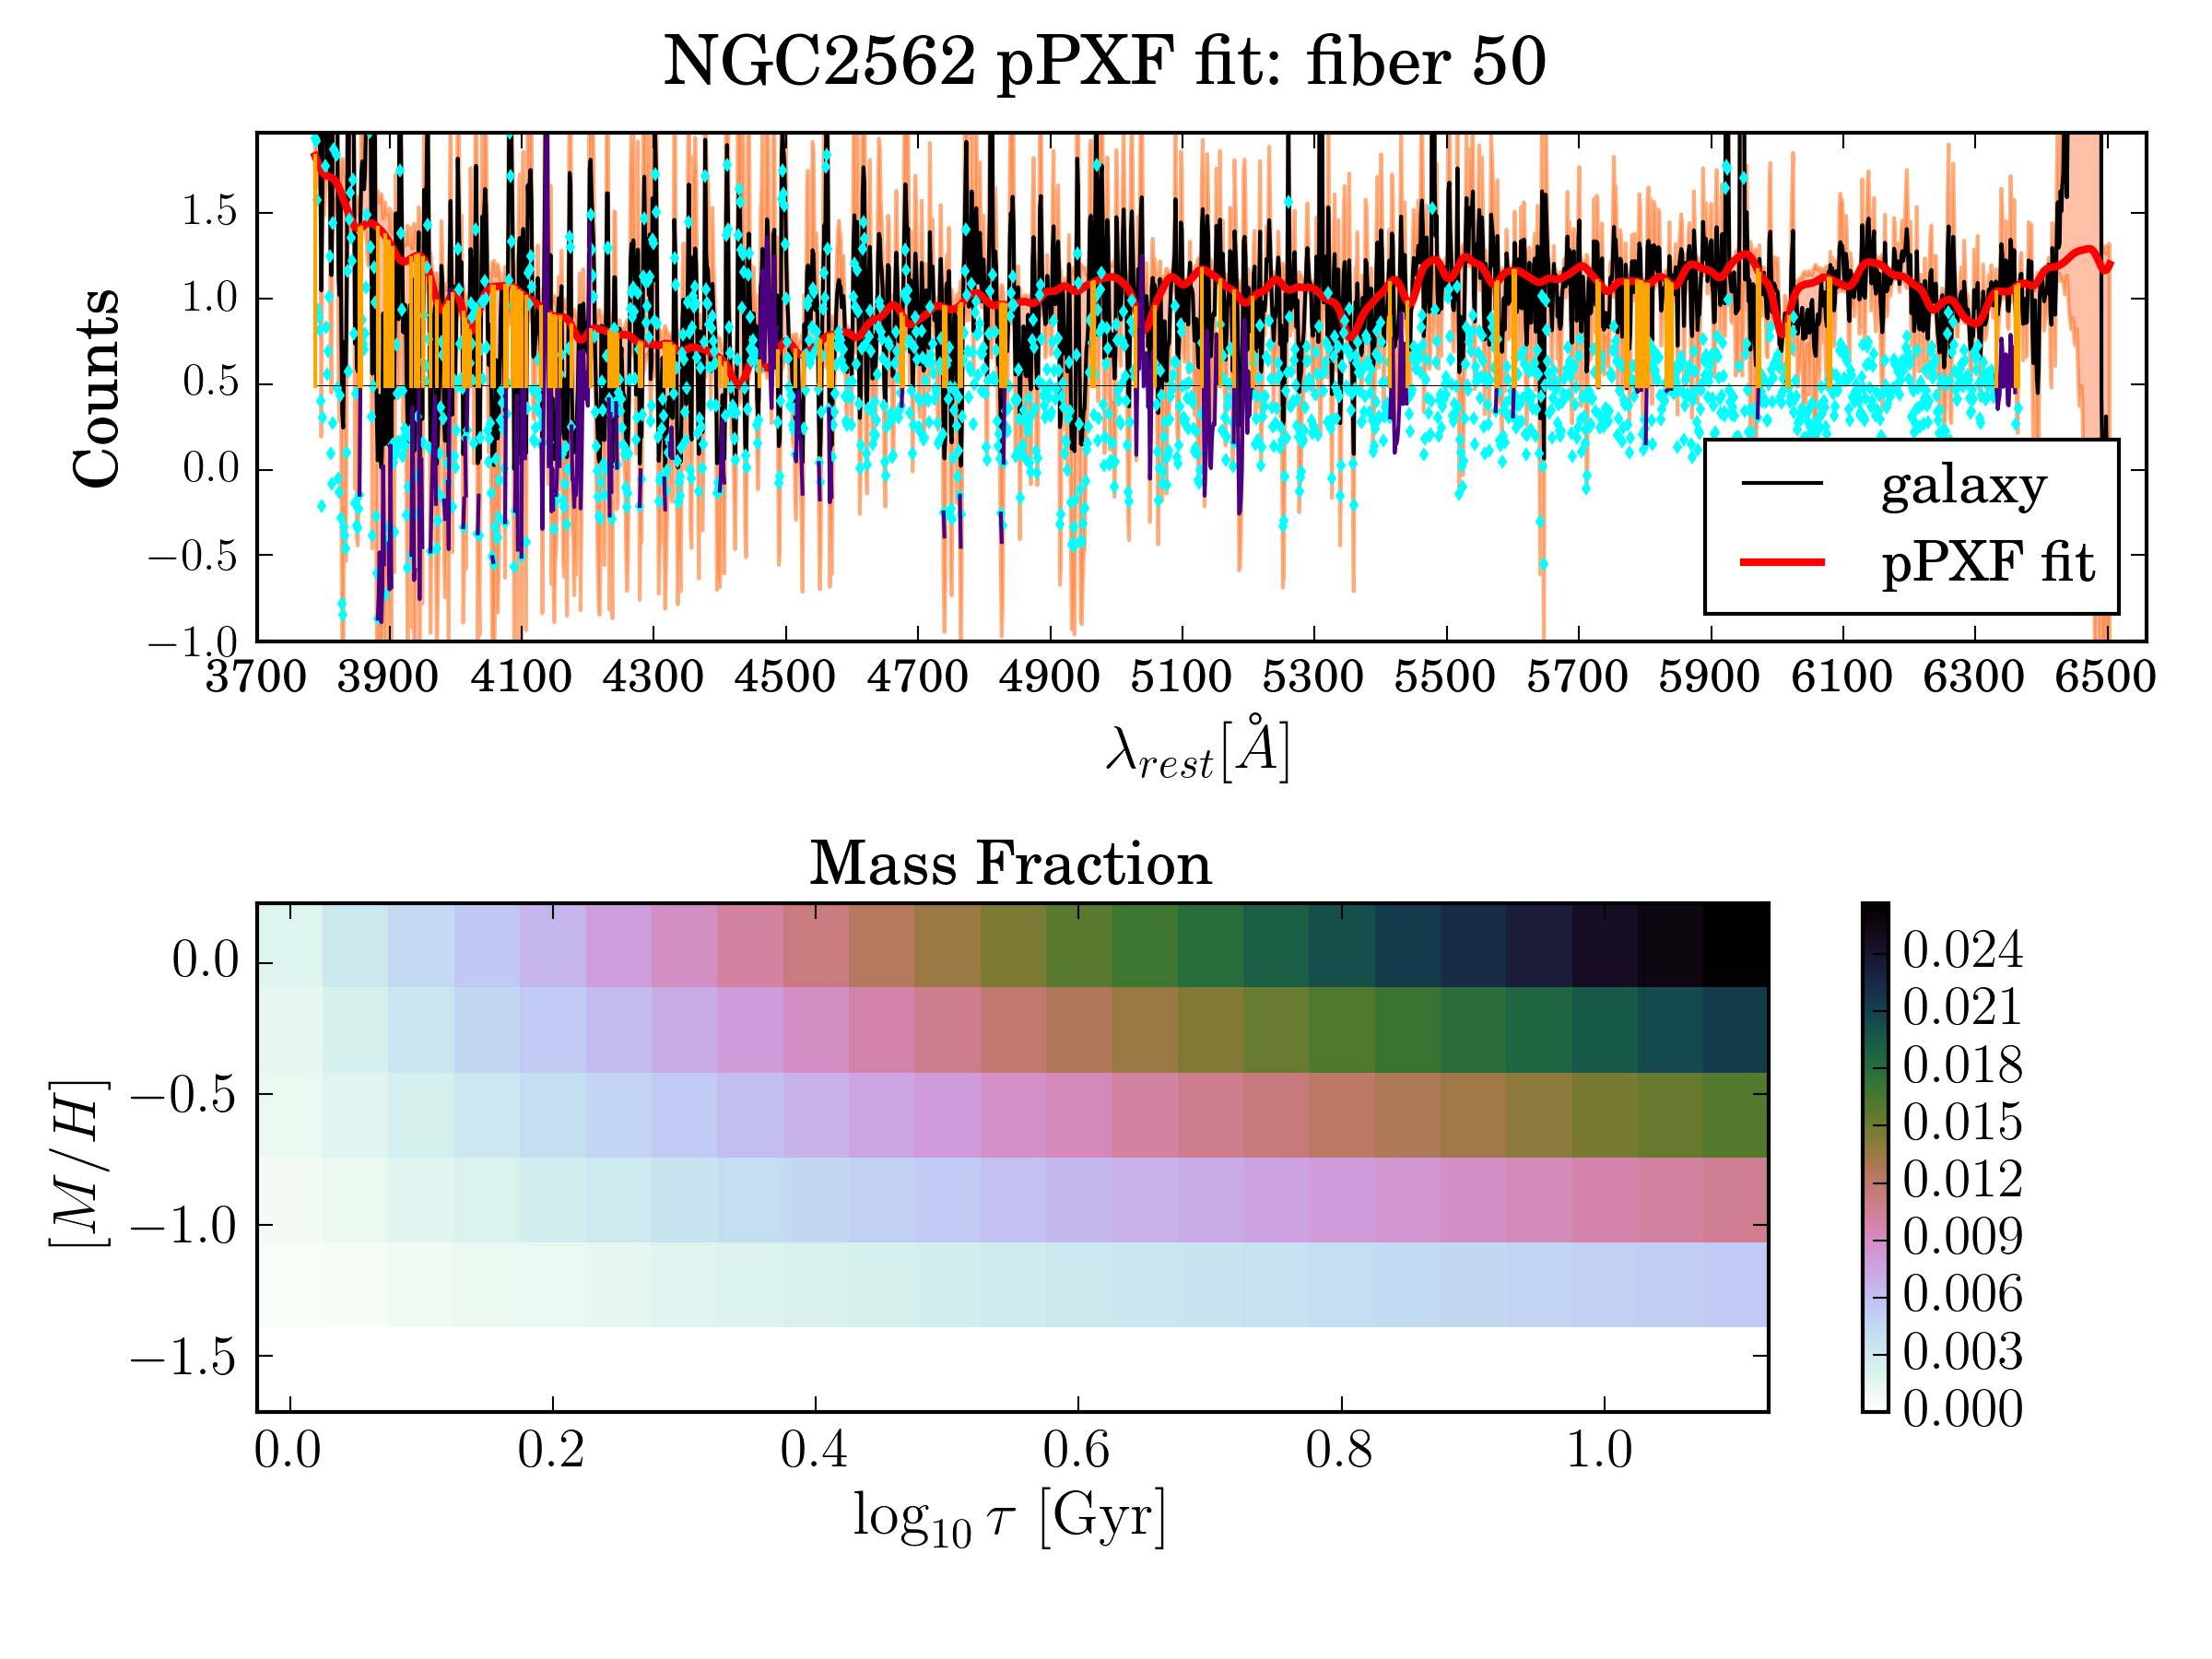 NGC2562 pPXF fit: fiber 50
Counts
1.5
1.0
0.5
0.0
−0.5
−1.0
3700 3900 4100 4300 4500 4700 4900 5100 5300 5500 5700 5900 6100 6300 6500
λrest[Å]
galaxy
pPXF fit
Mass Fraction
[M/H]
0.0
−0.5
−1.0
−1.5
0.0 0.2 0.4 0.6 0.8 1.0
log10 τ [Gyr]
0.024
0.021
0.018
0.015
0.012
0.009
0.006
0.003
0.000